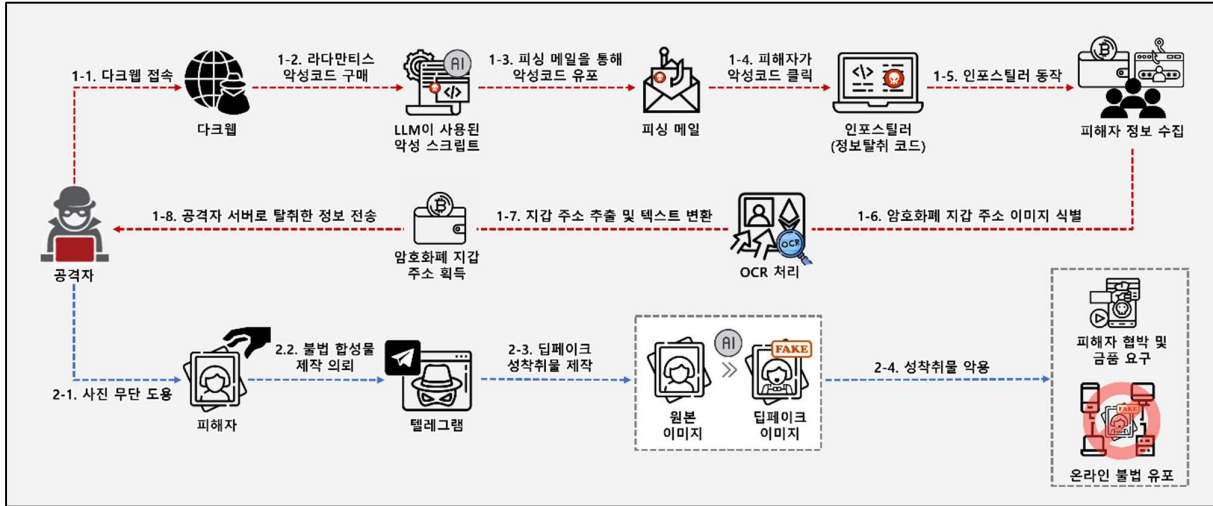 1-1. 다크웹 접속
다크웹
1-2. 라다만티스
악성코드 구매
AI
</>
LLM이 사용된
악성 스크립트
1-3. 피싱 메일을 통해
악성코드 유포
피싱 메일
1-4. 피해자가
악성코드 클릭
</>
인포스틸러
(정보탈취 코드)
1-5. 인포스틸러 동작
피해자 정보 수집
1-6. 암호화폐 지갑 주소 이미지 식별
OCR
OCR 처리
1-7. 지갑 주소 추출 및 텍스트 변환
암호화폐 지갑
주소 획득
1-8. 공격자 서버로 탈취한 정보 전송
공격자
2-1. 사진 무단 도용
피해자
2.2. 불법 합성물
제작 의뢰
텔레그램
2-3. 딥페이크
성착취물 제작
원본
이미지
AI
FAKE
딥페이크
이미지
2-4. 성착취물 악용
피해자 협박 및
금품 요구
FAKE
온라인 불법 유포